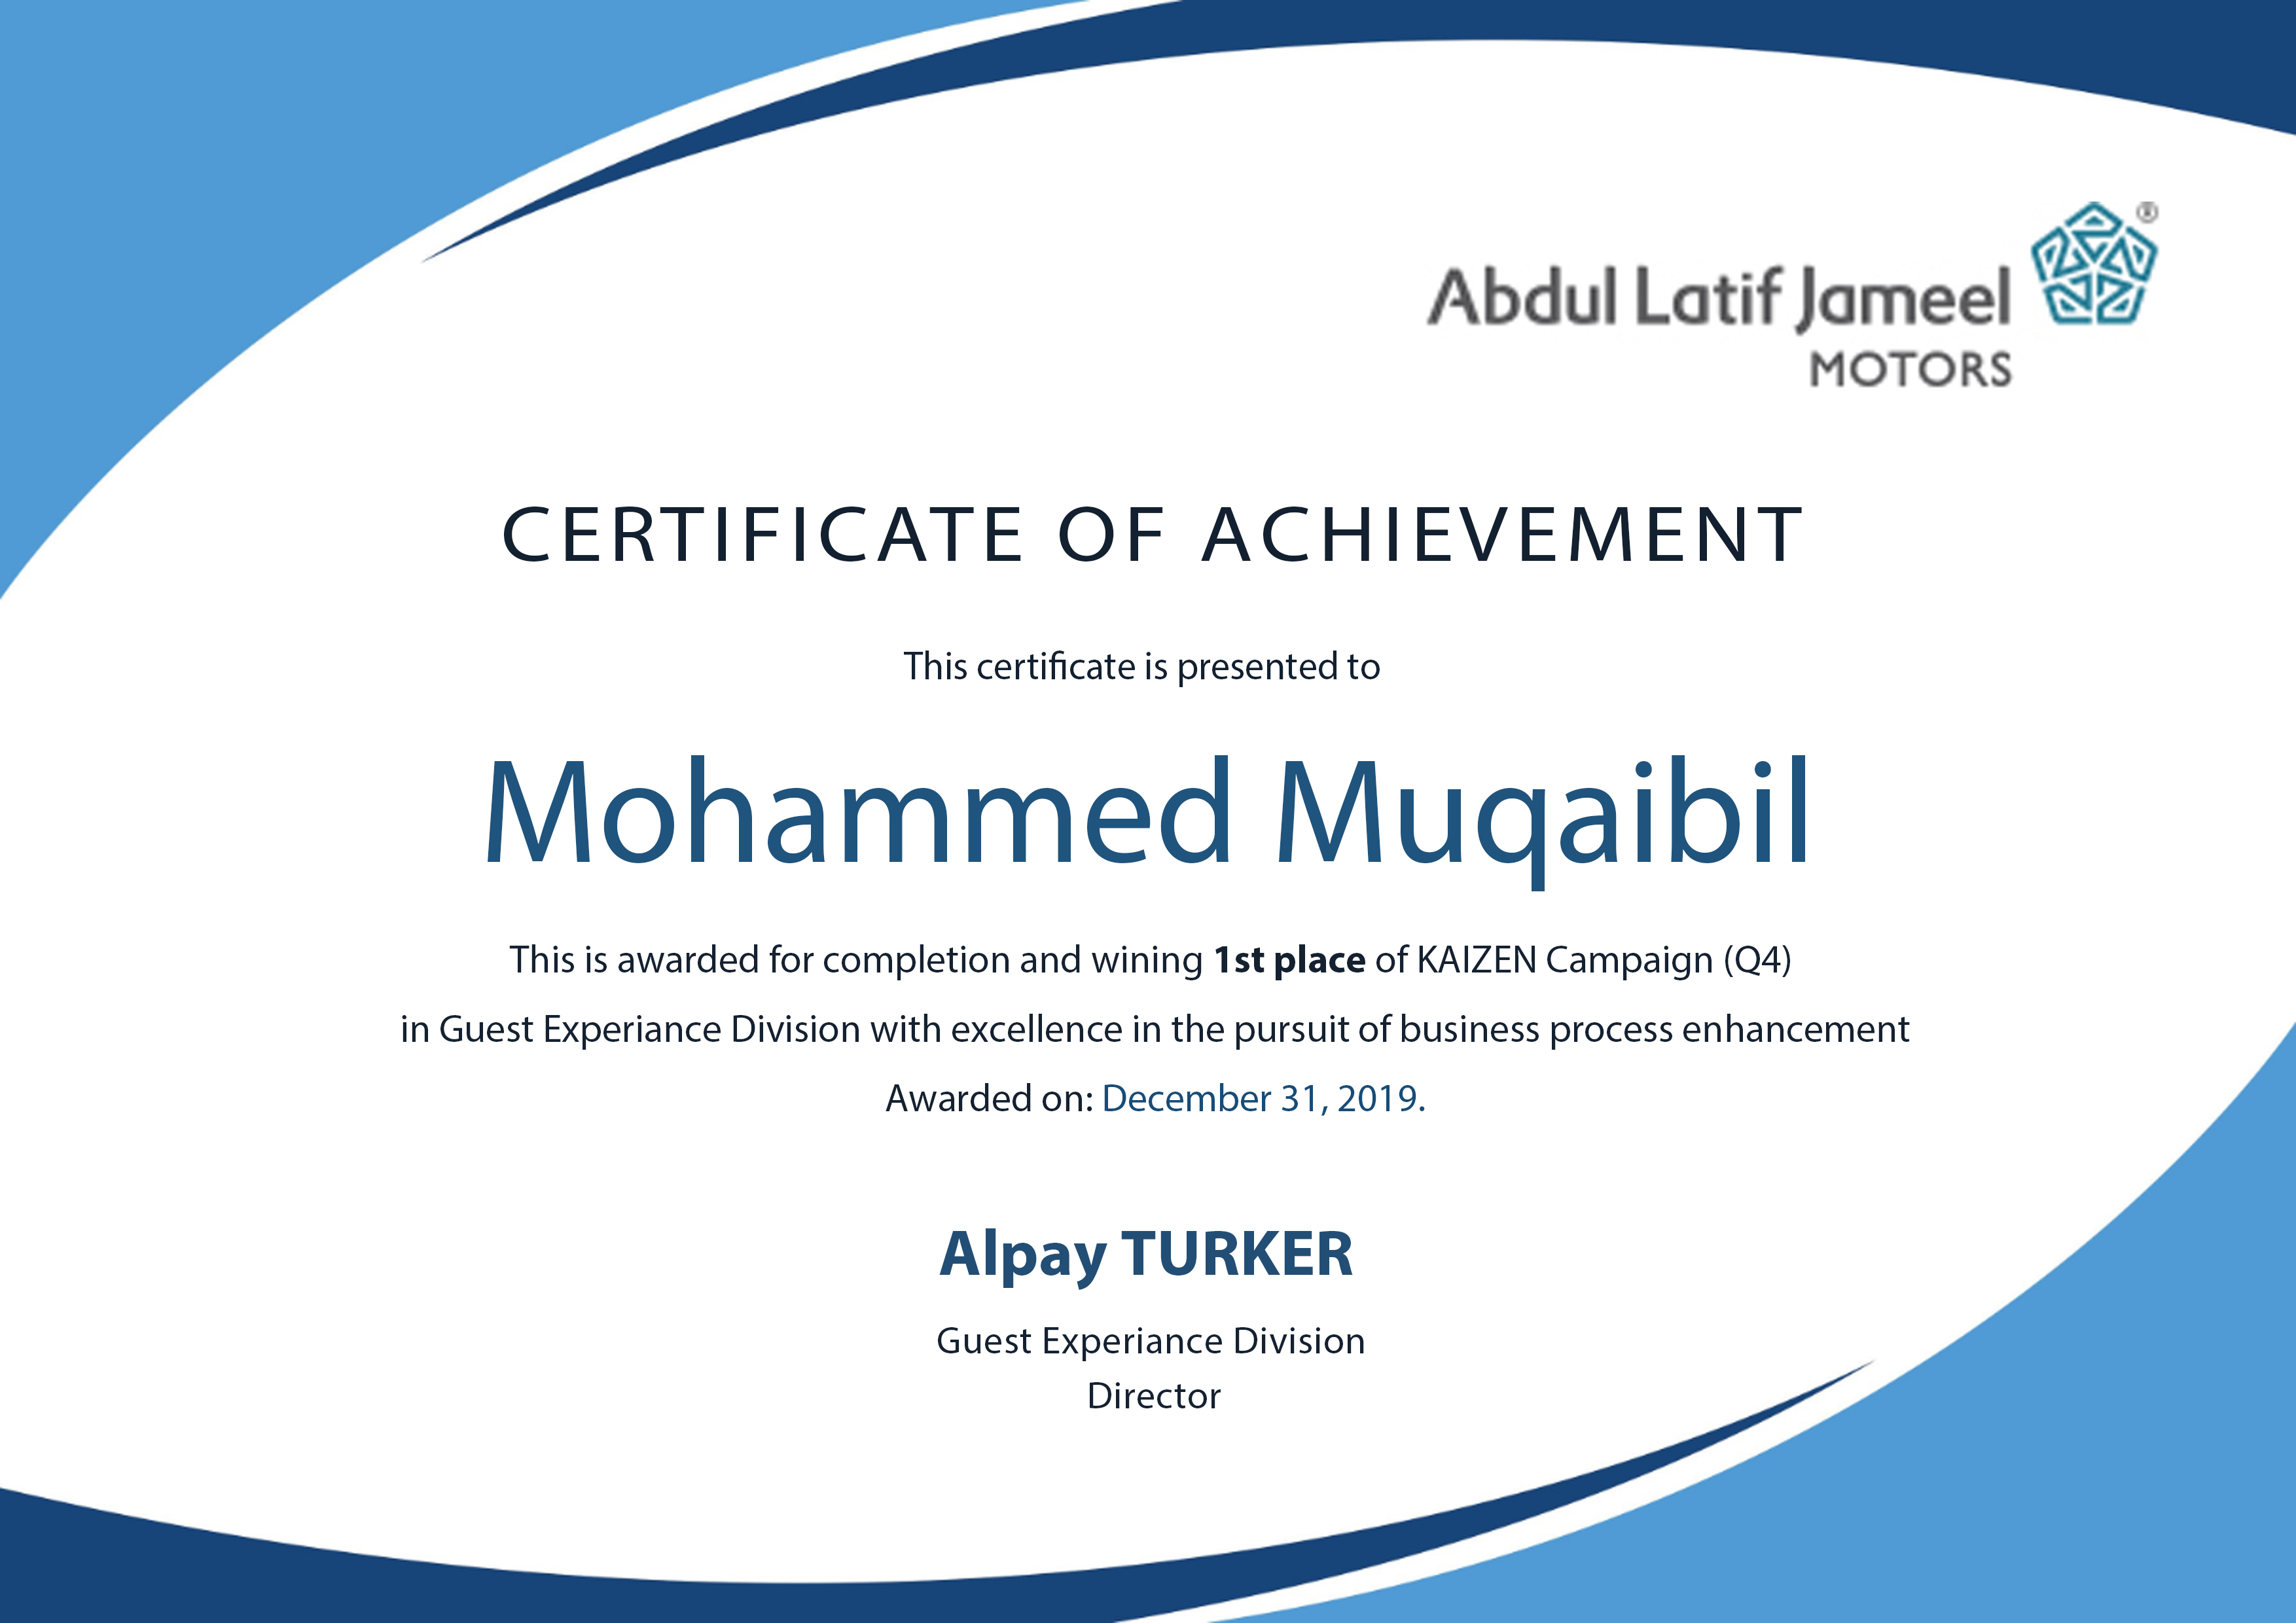 ®
Abdul Latif Jameel
MOTORS
CERTIFICATE OF ACHIEVEMENT
This certificate is presented to
Mohammed Muqaibil
This is awarded for completion and wining 1st place of KAIZEN Campaign (Q4)
in Guest Experiance Division with excellence in the pursuit of business process enhancement
Awarded on: December 31, 2019.
Alpay TURKER
Guest Experiance Division
Director